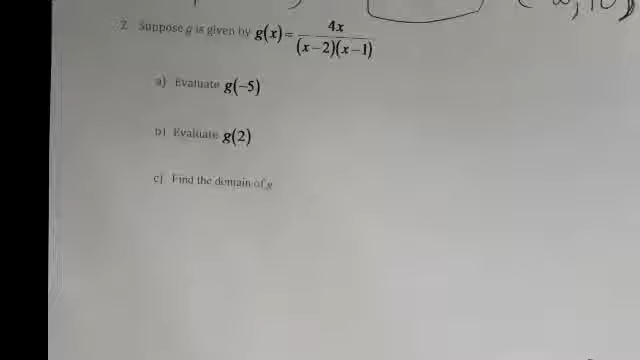 2. Suppose g is given by g(x) = 4x / (x−2)(x−1)
a) Evaluate g(−5)
b) Evaluate g(2)
c) Find the domain of g